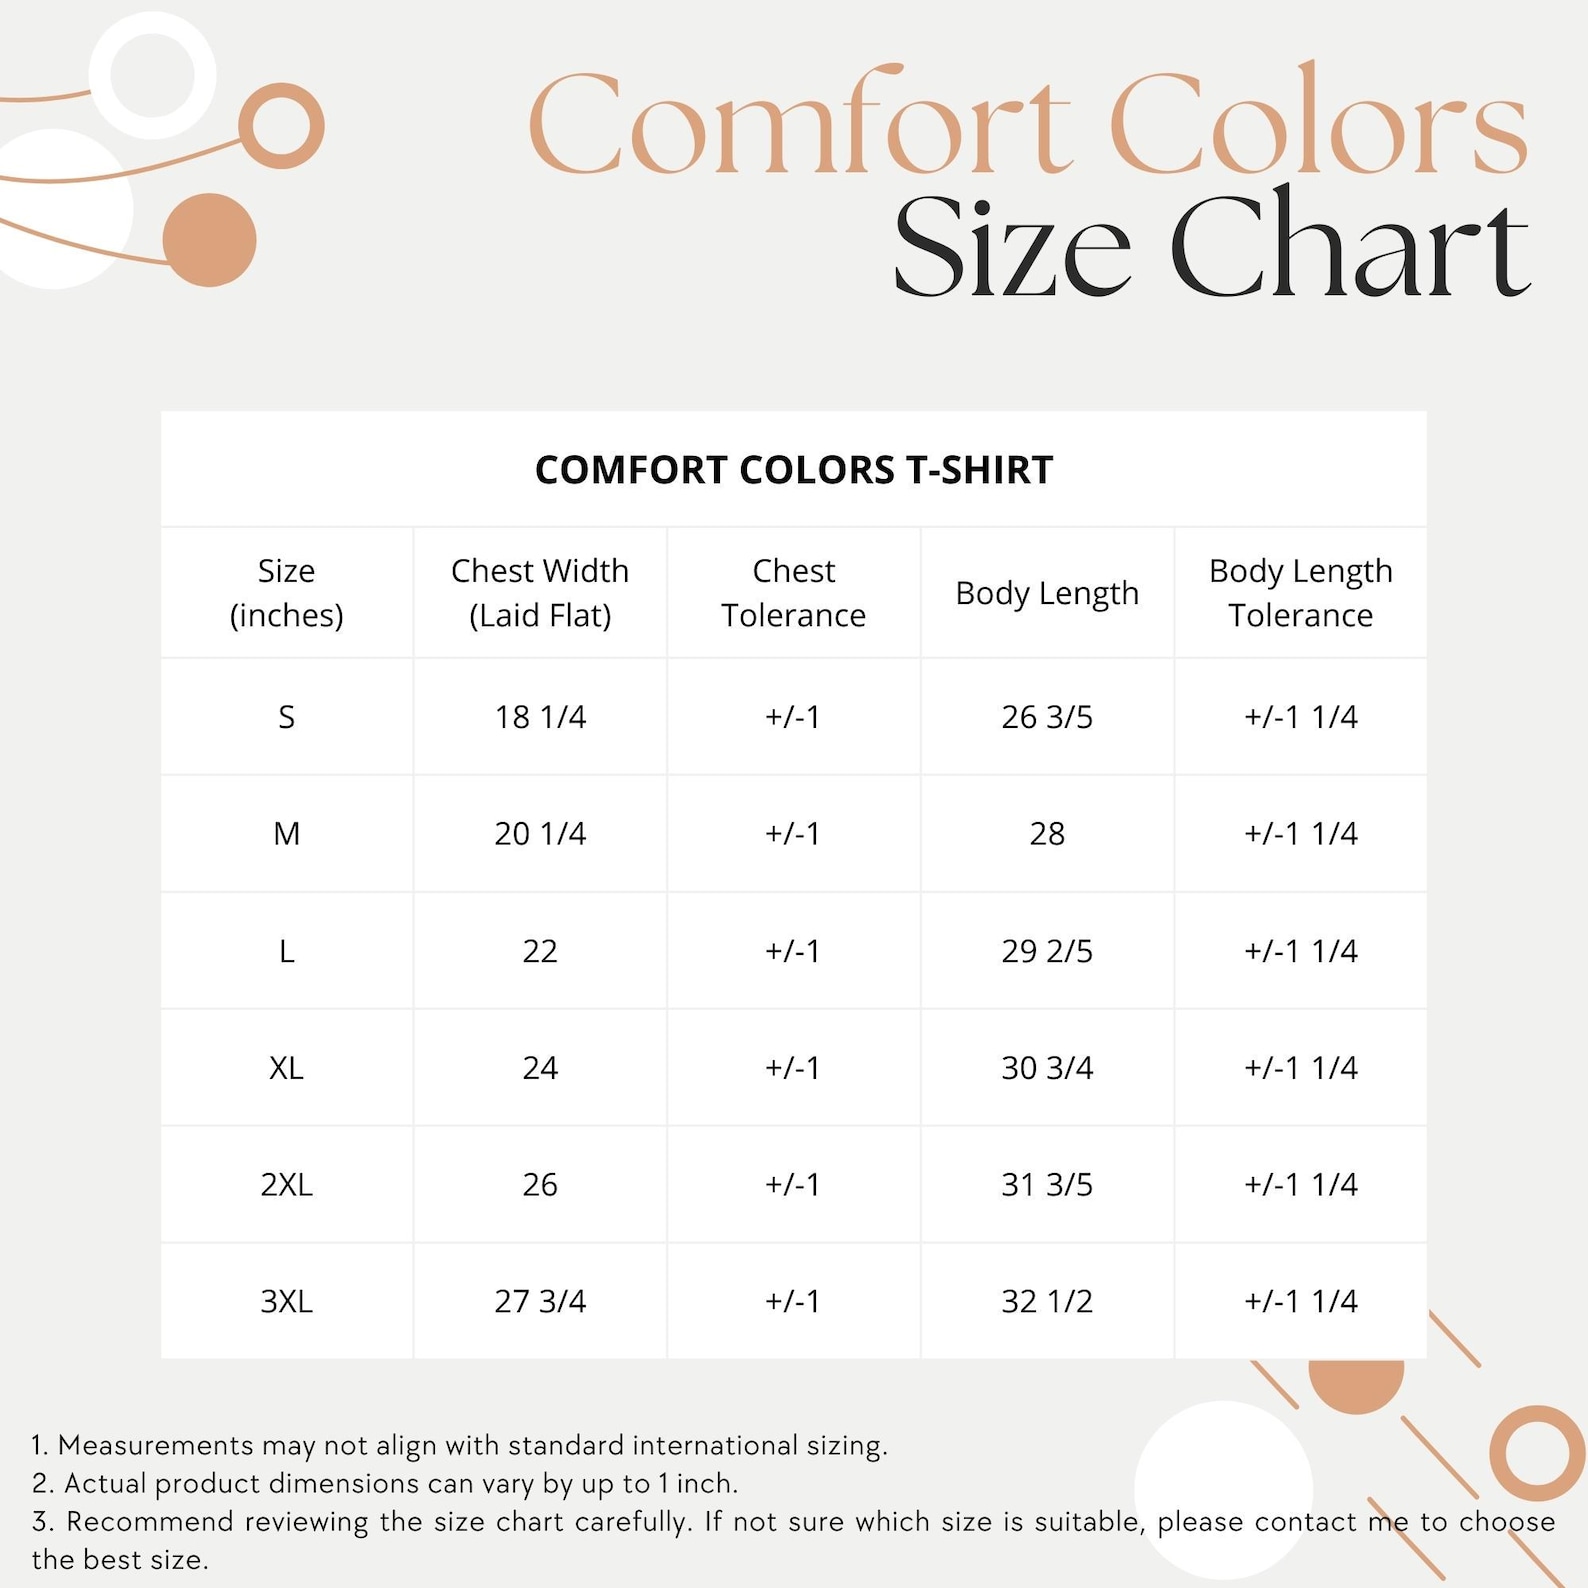 Comfort Colors
Size Chart
COMFORT COLORS T-SHIRT
Size (inches) Chest Width (Laid Flat) Chest Tolerance Body Length Body Length Tolerance
S 18 1/4 +/-1 26 3/5 +/-1 1/4
M 20 1/4 +/-1 28 +/-1 1/4
L 22 +/-1 29 2/5 +/-1 1/4
XL 24 +/-1 30 3/4 +/-1 1/4
2XL 26 +/-1 31 3/5 +/-1 1/4
3XL 27 3/4 +/-1 32 1/2 +/-1 1/4
1. Measurements may not align with standard international sizing.
2. Actual product dimensions can vary by up to 1 inch.
3. Recommend reviewing the size chart carefully. If not sure which size is suitable, please contact me to choose
the best size.